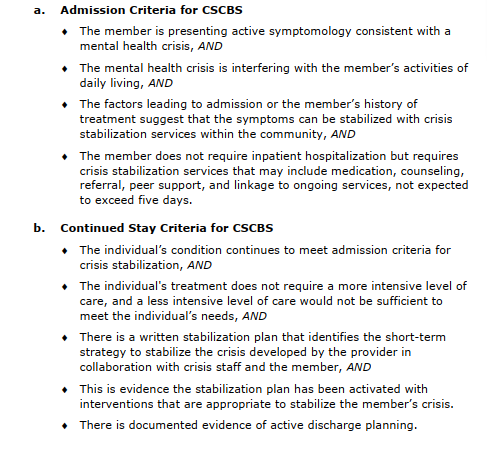 a. Admission Criteria for CSCBS
♦ The member is presenting active symptomology consistent with a
mental health crisis, AND
♦ The mental health crisis is interfering with the member's activities of
daily living, AND
♦ The factors leading to admission or the member's history of
treatment suggest that the symptoms can be stabilized with crisis
stabilization services within the community, AND
♦ The member does not require inpatient hospitalization but requires
crisis stabilization services that may include medication, counseling,
referral, peer support, and linkage to ongoing services, not expected
to exceed five days.
b. Continued Stay Criteria for CSCBS
♦ The individual's condition continues to meet admission criteria for
crisis stabilization, AND
♦ The individual's treatment does not require a more intensive level of
care, and a less intensive level of care would not be sufficient to
meet the individual's needs, AND
♦ There is a written stabilization plan that identifies the short-term
strategy to stabilize the crisis developed by the provider in
collaboration with crisis staff and the member, AND
♦ This is evidence the stabilization plan has been activated with
interventions that are appropriate to stabilize the member's crisis.
♦ There is documented evidence of active discharge planning.